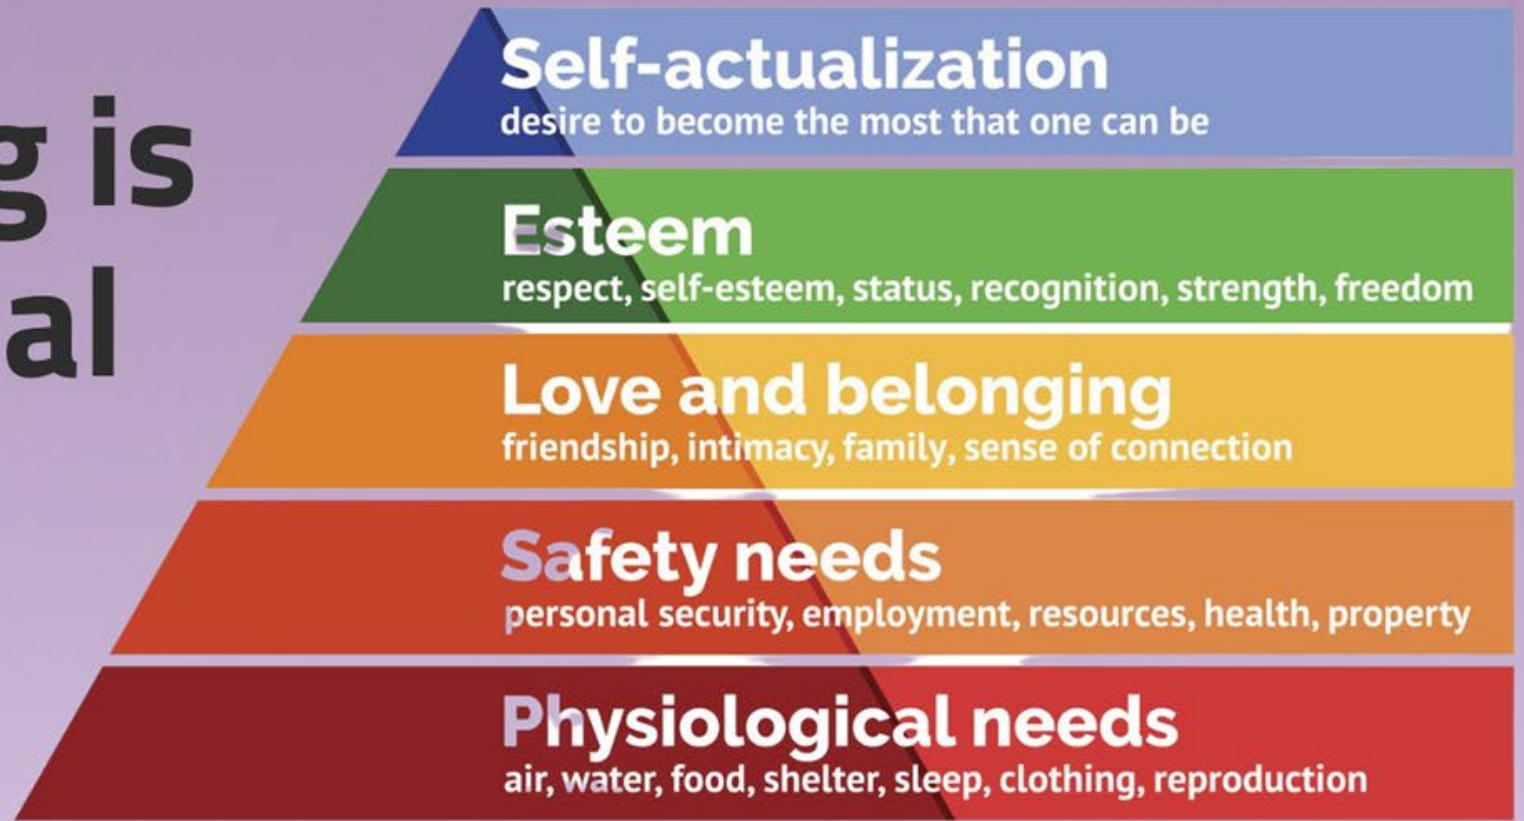 g is
al
Self-actualization
desire to become the most that one can be
Esteem
respect, self-esteem, status, recognition, strength, freedom
Love and belonging
friendship, intimacy, family, sense of connection
Safety needs
personal security, employment, resources, health, property
Physiological needs
air, water, food, shelter, sleep, clothing, reproduction